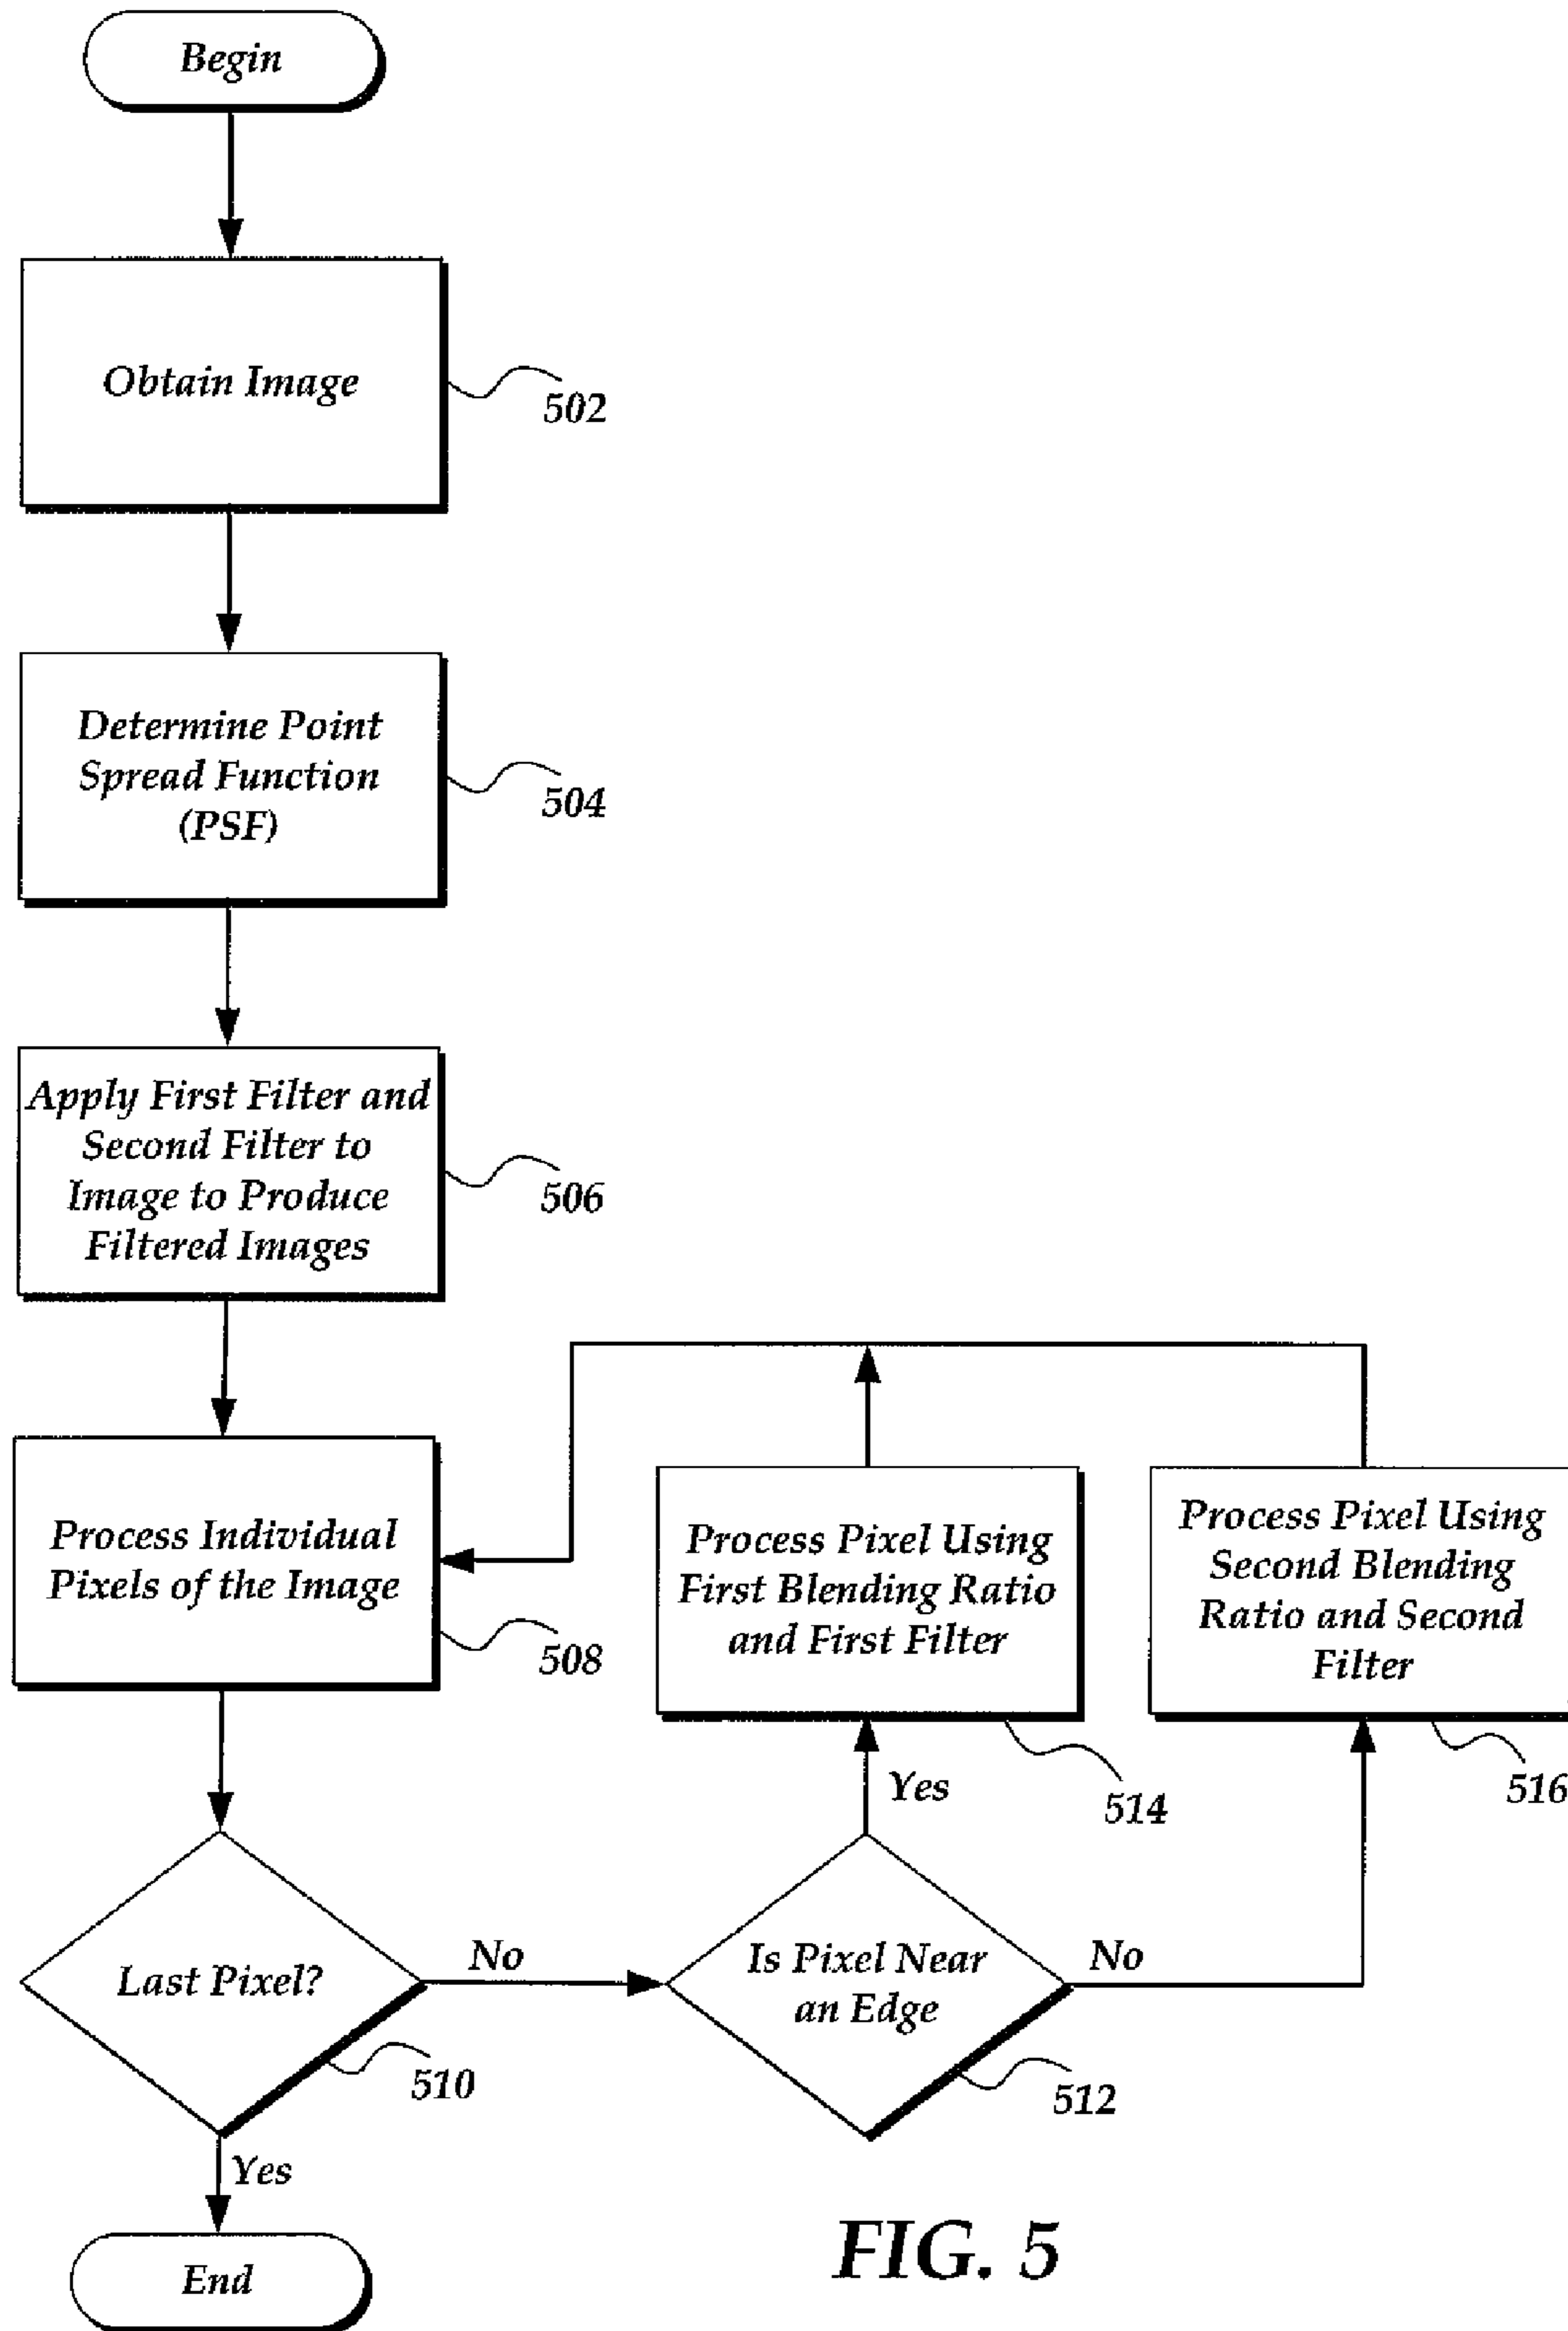 Begin
Obtain Image
502
Determine Point
Spread Function
(PSF)
504
Apply First Filter and
Second Filter to
Image to Produce
Filtered Images
506
Process Individual
Pixels of the Image
508
Process Pixel Using
First Blending Ratio
and First Filter
514
Process Pixel Using
Second Blending
Ratio and Second
Filter
516
Last Pixel?
510
No
Is Pixel Near
an Edge
512
Yes
No
Yes
End
FIG. 5